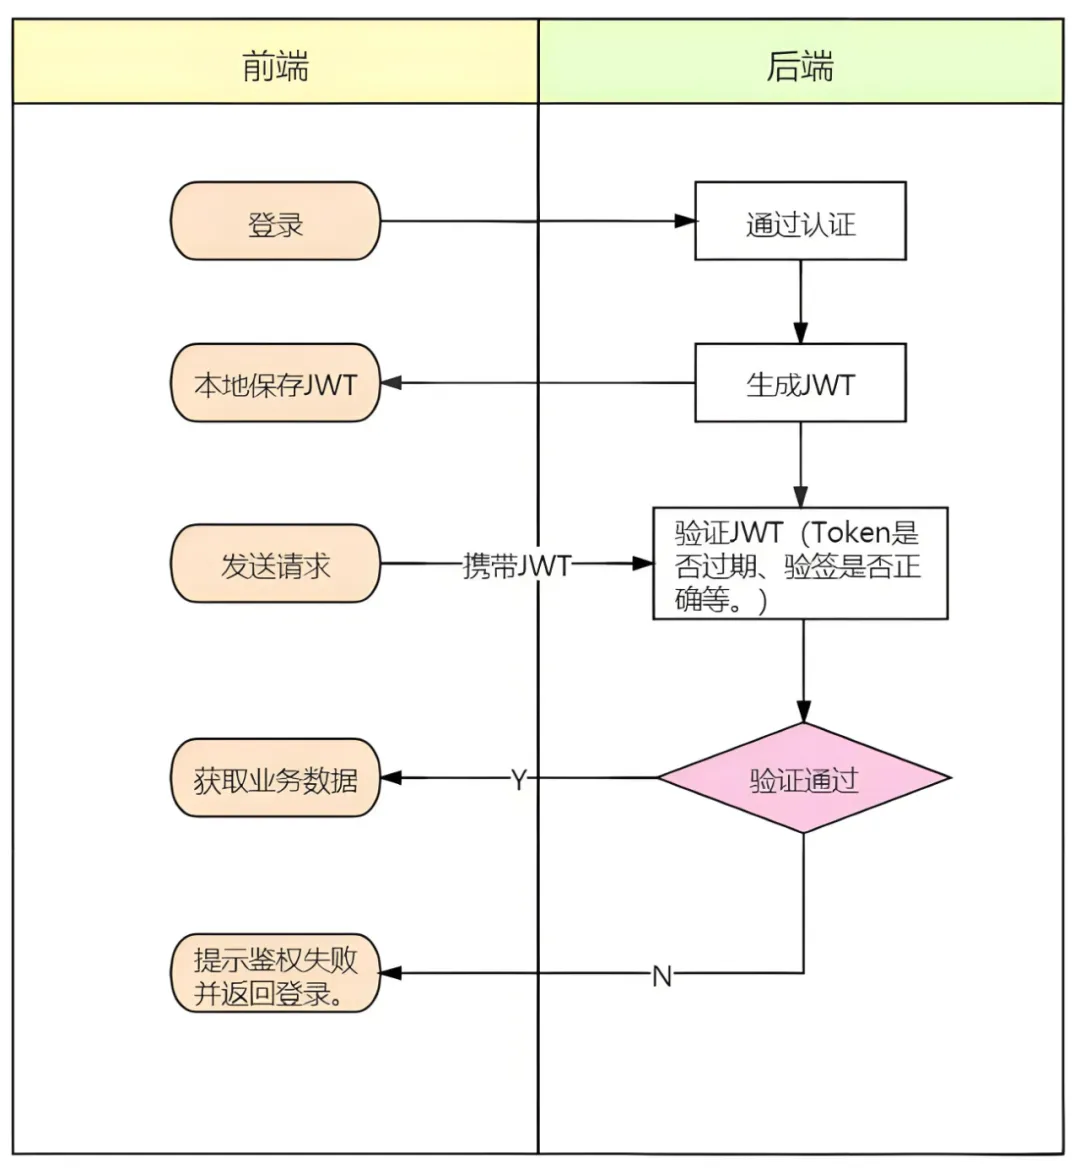 前端
后端
登录
通过认证
本地保存JWT
生成JWT
发送请求
携带JWT
验证JWT（Token是
否过期、验签是否正
确等。）
获取业务数据
Y
验证通过
提示鉴权失败
并返回登录。
N